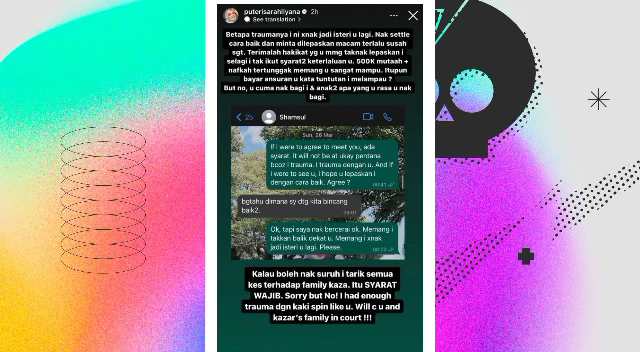 puterisarahliyana 2h
See translation >
Betapa traumanya i ni xnak jadi isteri u lagi. Nak settle
cara baik dan minta dilepaskan macam terlalu susah
sgt. Terimalah hakikat yg u mmg taknak lepaskan i
selagi i tak ikut syarat2 keterlaluan u. 500K mutaah +
nafkah tertunggak memang u sangat mampu. Itupun
bayar ansuran u kata tuntutan i melampau ?
But no, u cuma nak bagi i & anak2 apa yang u rasa u nak
bagi.
25 Shamsul
Sun, 26 Mar
If i were to agree to meet you, ada
syarat. It will not be at ukay perdana
bcoz i trauma. I trauma dengan u. And if
i were to see u, I hope u lepaskan i
dengan cara baik. Agree ?
bgtahu dimana sy dtg kita bincang
baik2.
Ok, tapi saya nak bercerai ok. Memang i
takkan balik dekat u. Memang i xnak
jadi isteri u lagi. Please.
Kalau boleh nak suruh i tarik semua
kes terhadap family kaza. Itu SYARAT
WAJIB. Sorry but No! I had enough
trauma dgn kaki spin like u. Will c u and
kazar's family in court !!!